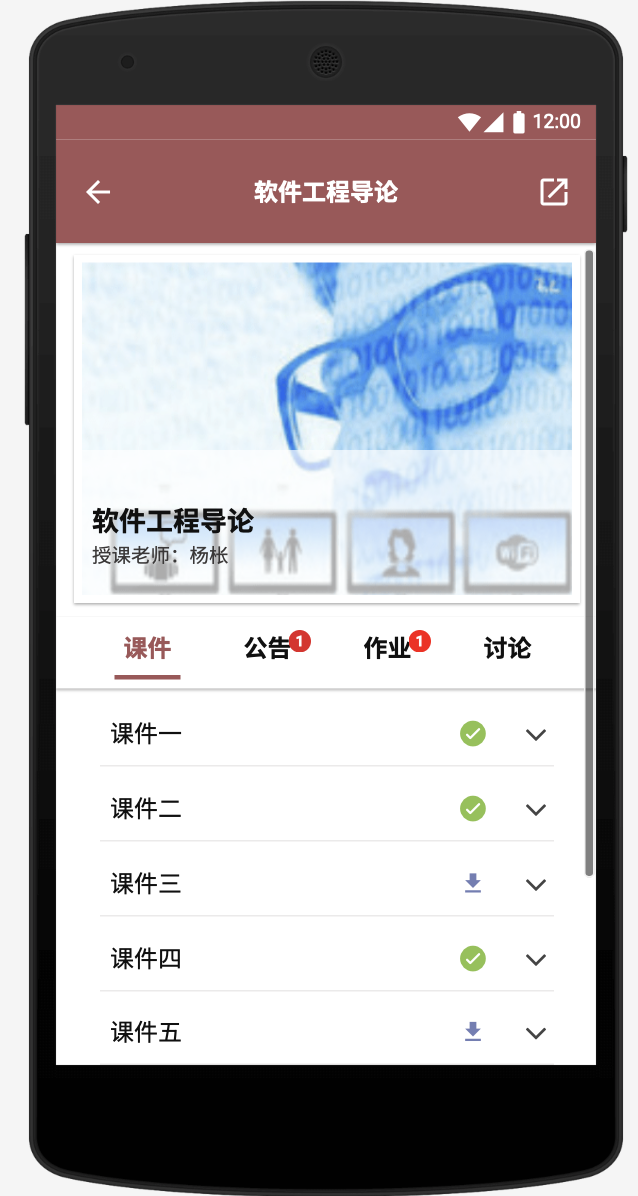 12:00
软件工程导论
软件工程导论
授课老师：杨枨
课件
公告 1
作业 1
讨论
课件一
课件二
课件三
课件四
课件五